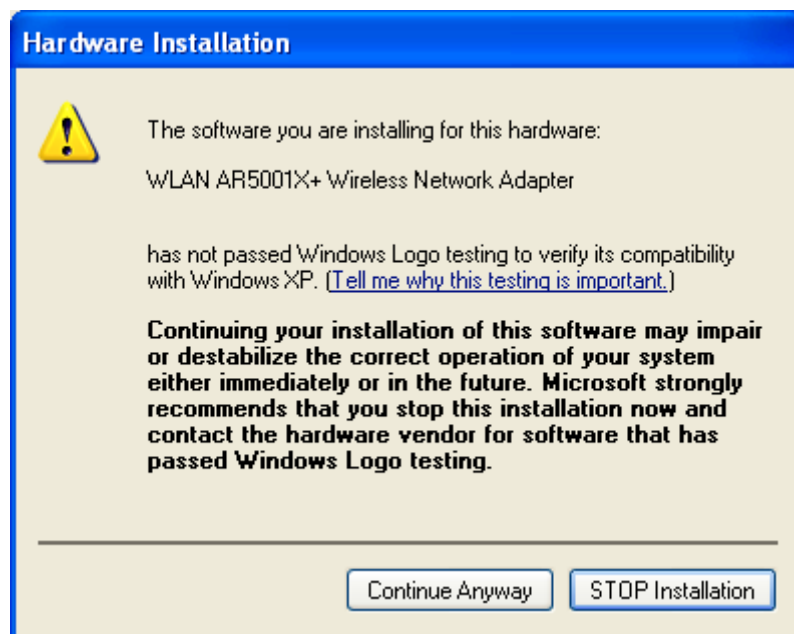 Hardware Installation
The software you are installing for this hardware:
WLAN AR5001X+ Wireless Network Adapter
has not passed Windows Logo testing to verify its compatibility
with Windows XP. (Tell me why this testing is important.)
Continuing your installation of this software may impair
or destabilize the correct operation of your system
either immediately or in the future. Microsoft strongly
recommends that you stop this installation now and
contact the hardware vendor for software that has
passed Windows Logo testing.
Continue Anyway STOP Installation